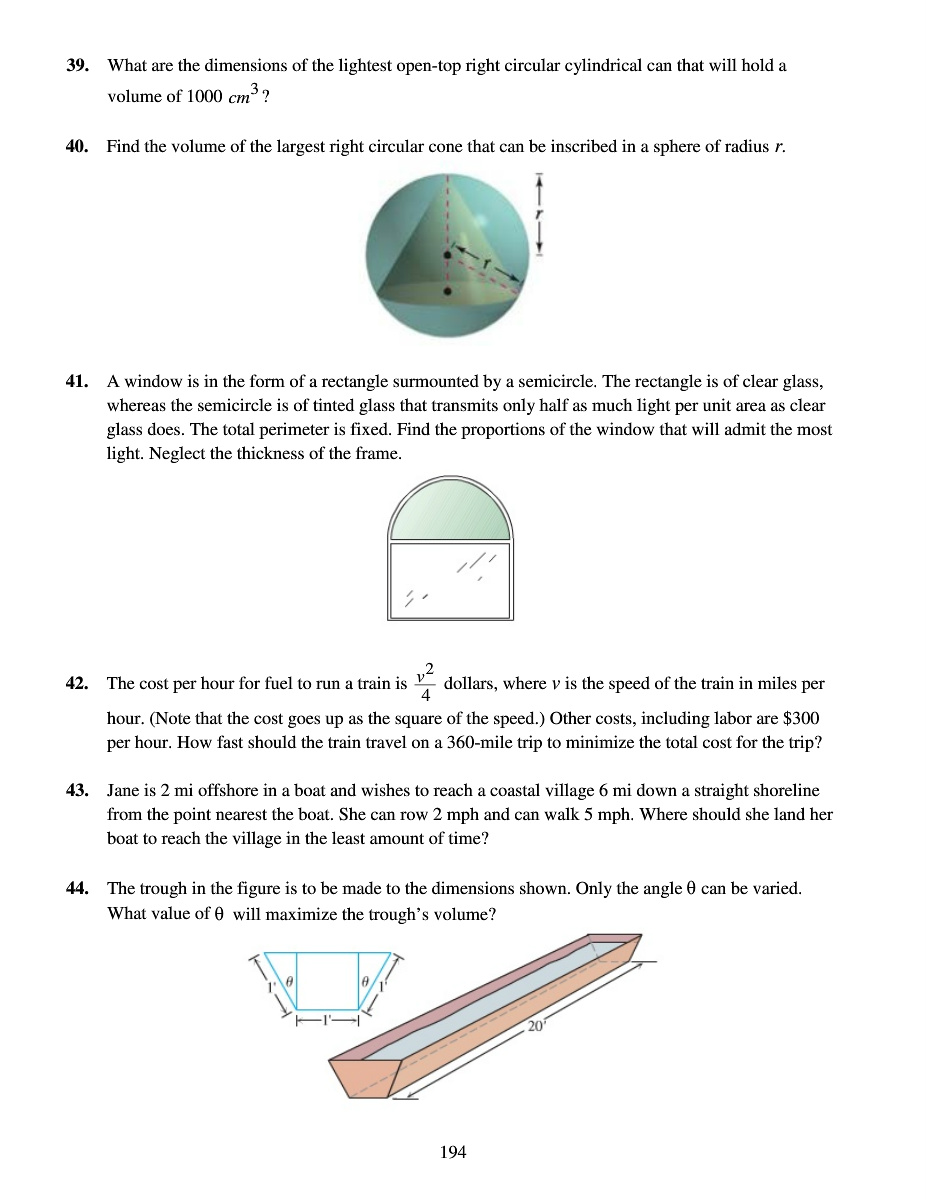 39. What are the dimensions of the lightest open-top right circular cylindrical can that will hold a
volume of 1000 cm³ ?
40. Find the volume of the largest right circular cone that can be inscribed in a sphere of radius r.
r
r
41. A window is in the form of a rectangle surmounted by a semicircle. The rectangle is of clear glass,
whereas the semicircle is of tinted glass that transmits only half as much light per unit area as clear
glass does. The total perimeter is fixed. Find the proportions of the window that will admit the most
light. Neglect the thickness of the frame.
42. The cost per hour for fuel to run a train is v²/4 dollars, where v is the speed of the train in miles per
hour. (Note that the cost goes up as the square of the speed.) Other costs, including labor are $300
per hour. How fast should the train travel on a 360-mile trip to minimize the total cost for the trip?
43. Jane is 2 mi offshore in a boat and wishes to reach a coastal village 6 mi down a straight shoreline
from the point nearest the boat. She can row 2 mph and can walk 5 mph. Where should she land her
boat to reach the village in the least amount of time?
44. The trough in the figure is to be made to the dimensions shown. Only the angle θ can be varied.
What value of θ will maximize the trough's volume?
1' θ θ 1'
1'
20'
194